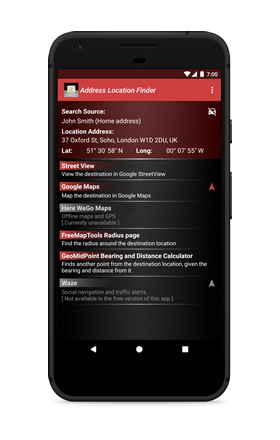 7:00
Address Location Finder
Search Source:
John Smith (Home address)
Location Address:
37 Oxford St, Soho, London W1D 2DU, UK
Lat: 51° 30' 58" N Long: 00° 07' 55" W
Street View
View the destination in Google StreetView
Google Maps
Map the destination in Google Maps
Here WeGo Maps
Offline maps and GPS
[ Currently unavailable ]
FreeMapTools Radius page
Find the radius around the destination location
GeoMidPoint Bearing and Distance Calculator
Finds another point from the destination location, given the
bearing and distance from it
Waze
Social navigation and traffic alerts
[ Not available in the free version of this app ]